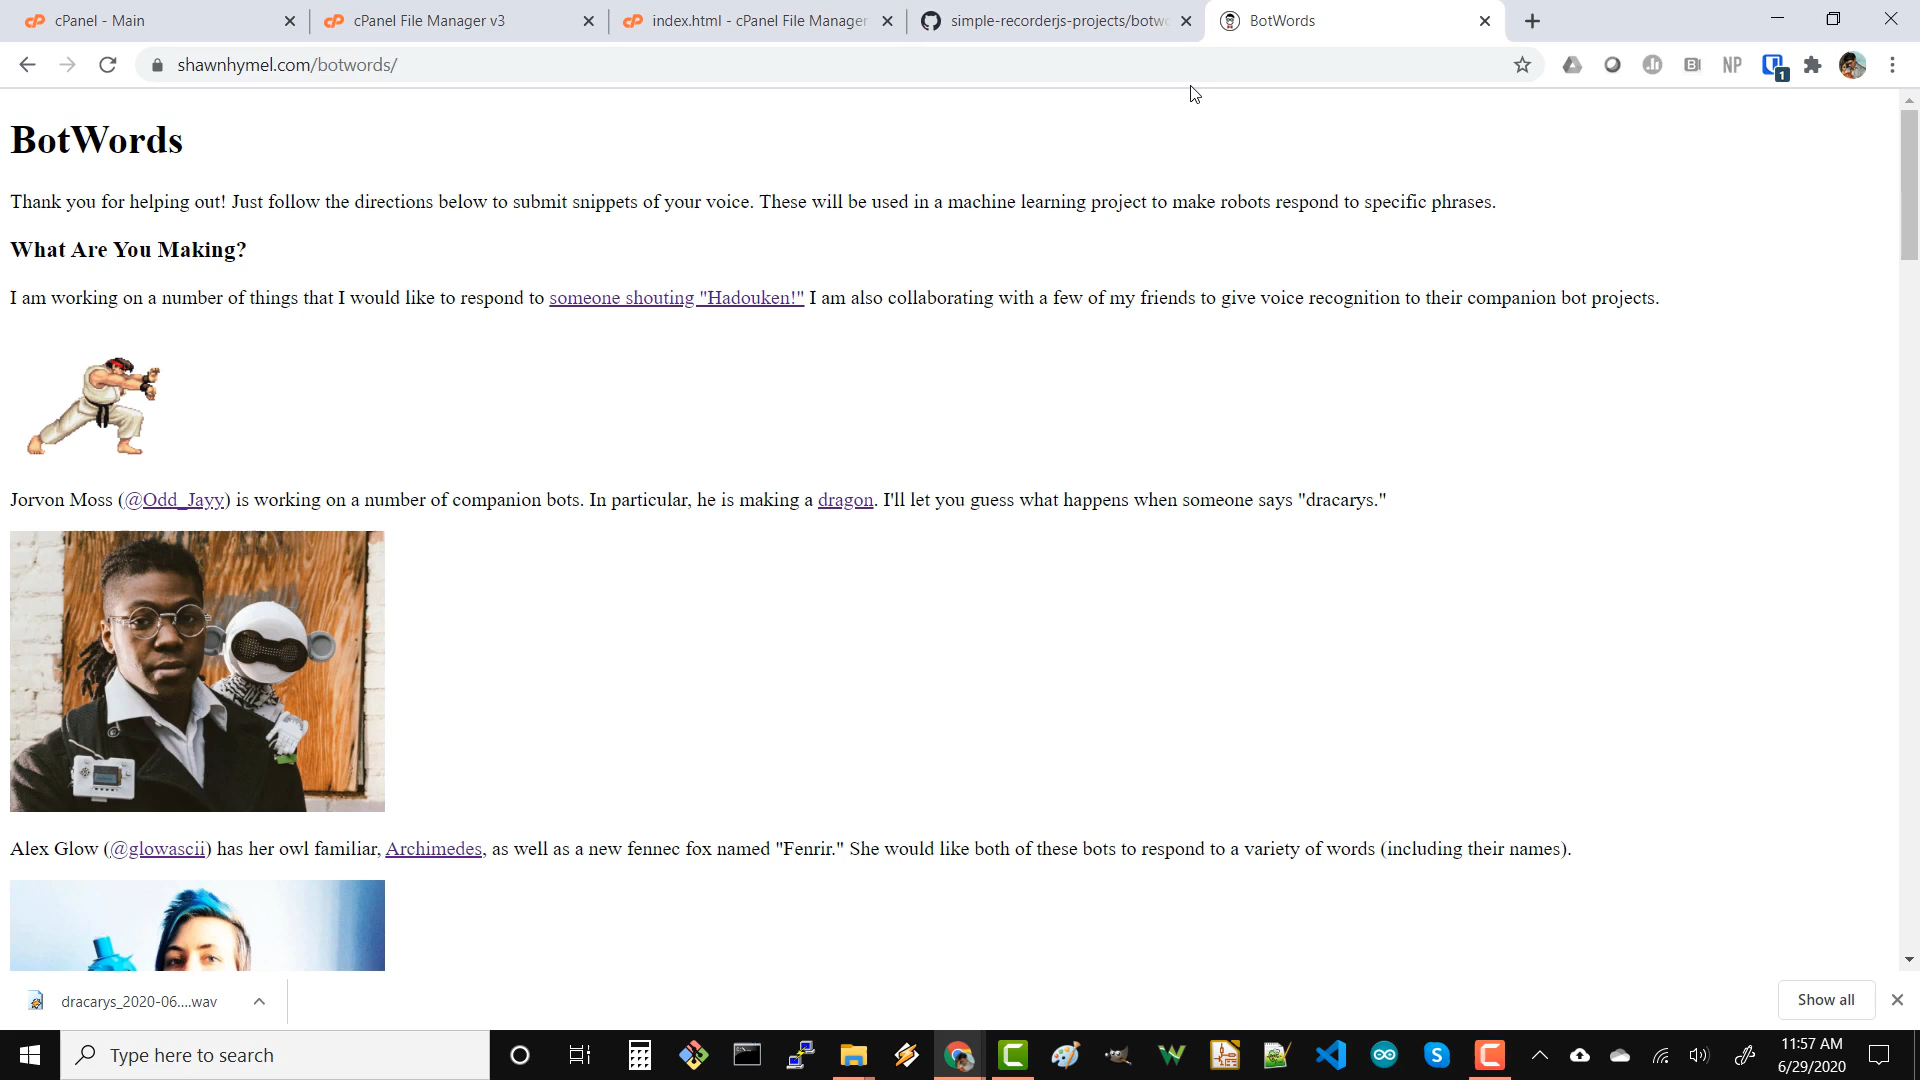 cPanel - Main
cPanel File Manager v3
index.html - cPanel File Manager
simple-recorderjs-projects/botwo
BotWords
shawnhymel.com/botwords/
NP
1
BotWords
Thank you for helping out! Just follow the directions below to submit snippets of your voice. These will be used in a machine learning project to make robots respond to specific phrases.
What Are You Making?
I am working on a number of things that I would like to respond to someone shouting "Hadouken!" I am also collaborating with a few of my friends to give voice recognition to their companion bot projects.
Jorvon Moss (@Odd_Jayy) is working on a number of companion bots. In particular, he is making a dragon. I'll let you guess what happens when someone says "dracarys."
Alex Glow (@glowascii) has her owl familiar, Archimedes, as well as a new fennec fox named "Fenrir." She would like both of these bots to respond to a variety of words (including their names).
dracarys_2020-06....wav
Show all
Type here to search
11:57 AM
6/29/2020